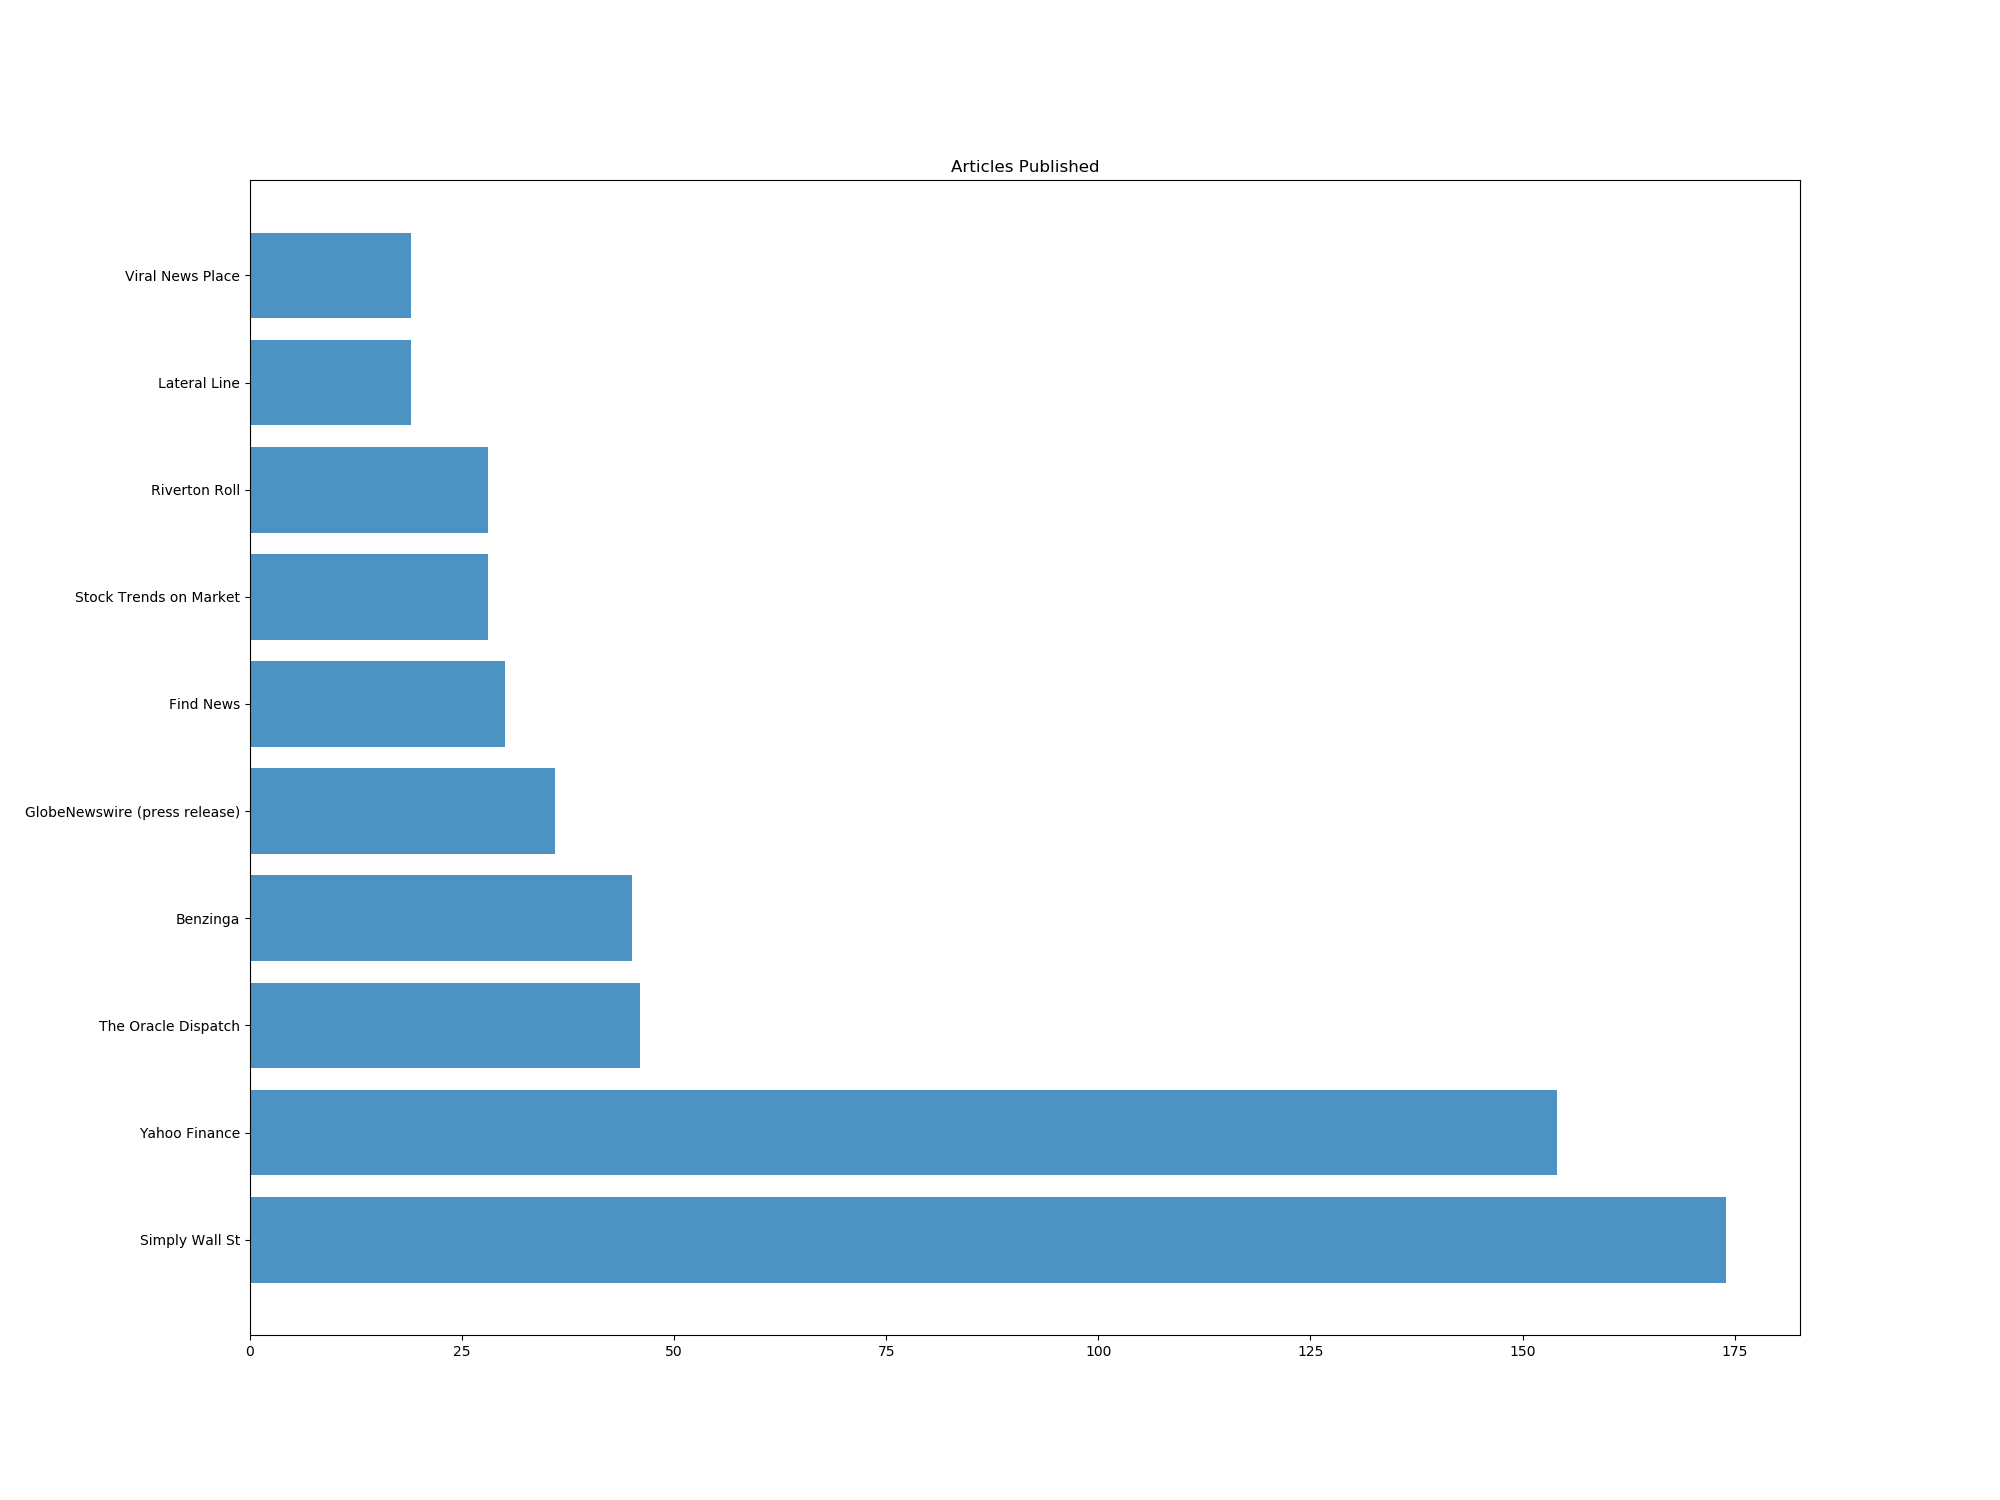 Articles Published
Viral News Place
Lateral Line
Riverton Roll
Stock Trends on Market
Find News
GlobeNewswire (press release)
Benzinga
The Oracle Dispatch
Yahoo Finance
Simply Wall St
0 25 50 75 100 125 150 175